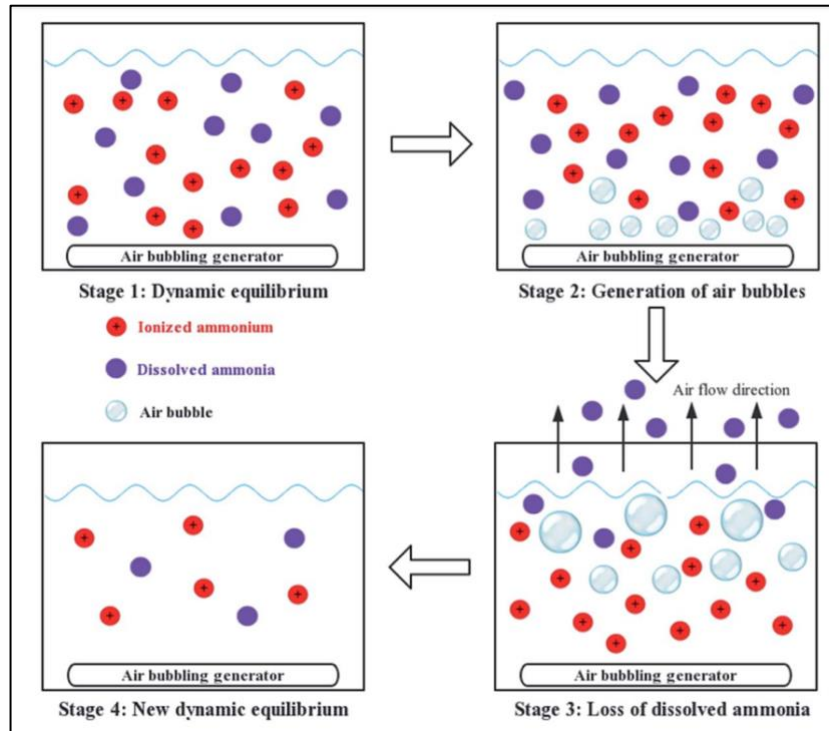 Air bubbling generator
Stage 1: Dynamic equilibrium
Air bubbling generator
Stage 2: Generation of air bubbles
Ionized ammonium
Dissolved ammonia
Air bubble
Air flow direction
Air bubbling generator
Stage 3: Loss of dissolved ammonia
Air bubbling generator
Stage 4: New dynamic equilibrium